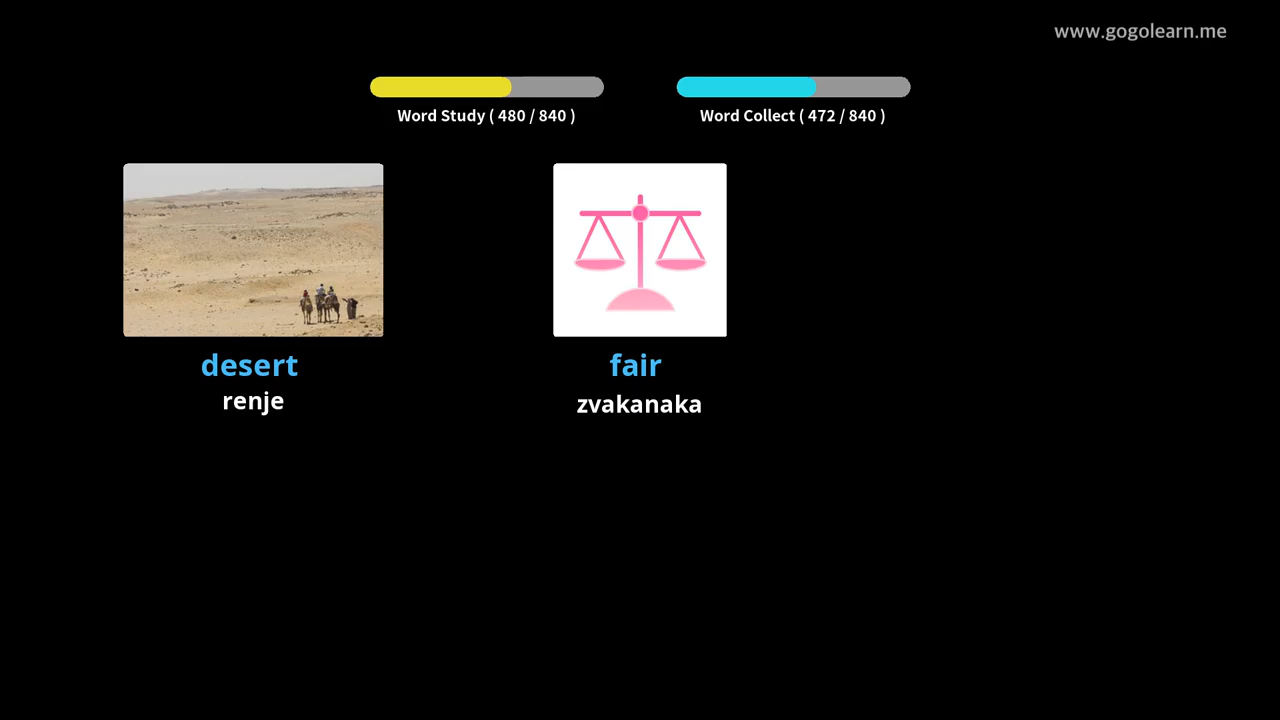 www.gogolearn.me
Word Study ( 480 / 840 )
Word Collect ( 472 / 840 )
desert
renje
fair
zvakanaka